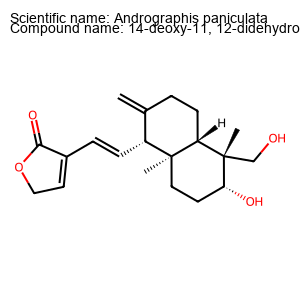 Scientific name: Andrographis paniculata
Compound name: 14-deoxy-11, 12-didehydro
O
O
H
OH
OH